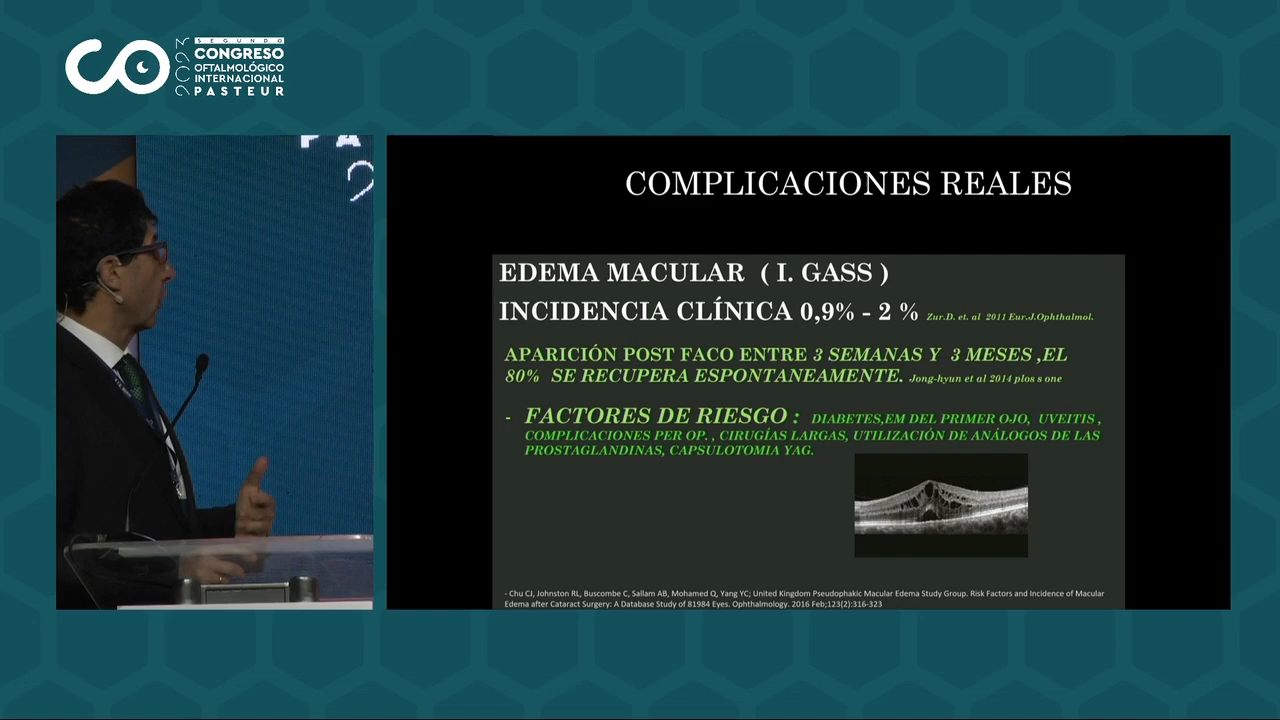 SEGUNDO
CONGRESO
OFTALMOLÓGICO
INTERNACIONAL
PASTEUR
2023
PA
2
COMPLICACIONES REALES
EDEMA MACULAR ( I. GASS )
INCIDENCIA CLÍNICA 0,9% - 2 % Zur.D. et. al 2011 Eur.J.Ophthalmol.
APARICIÓN POST FACO ENTRE 3 SEMANAS Y 3 MESES ,EL
80% SE RECUPERA ESPONTANEAMENTE. Jong-hyun et al 2014 plos s one
- FACTORES DE RIESGO : DIABETES,EM DEL PRIMER OJO, UVEITIS ,
COMPLICACIONES PER OP. , CIRUGÍAS LARGAS, UTILIZACIÓN DE ANÁLOGOS DE LAS
PROSTAGLANDINAS, CAPSULOTOMIA YAG.
- Chu CJ, Johnston RL, Buscombe C, Sallam AB, Mohamed Q, Yang YC; United Kingdom Pseudophakic Macular Edema Study Group. Risk Factors and Incidence of Macular
Edema after Cataract Surgery: A Database Study of 81984 Eyes. Ophthalmology. 2016 Feb;123(2):316-323